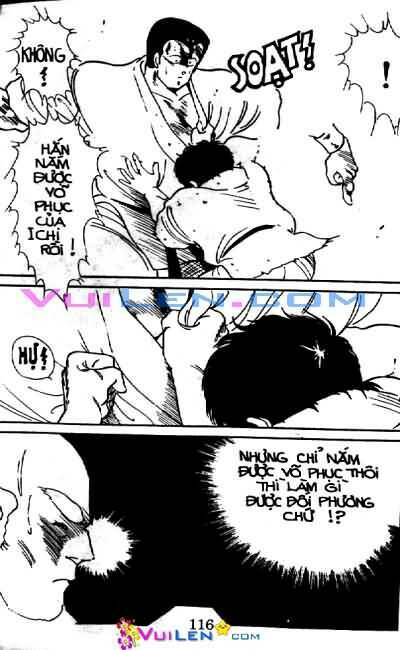 KHÔNG
!
SOẠT!
!
HẮN
NẮM
ĐƯỢC
VÕ
PHỤC
CỦA
ICHI
RỒI !
VUILEN.COM
HỰ!
NHƯNG CHỈ NẮM
ĐƯỢC VÕ PHỤC THÔI
THÌ LÀM GÌ
ĐƯỢC ĐỐI PHƯƠNG
CHỨ !?
116
VUILEN.COM